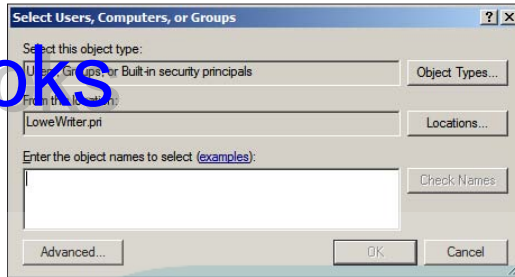 Select Users, Computers, or Groups
Select this object type:
Users, Groups, or Built-in security principals
Object Types...
From this location:
LoweWriter.pri
Locations...
Enter the object names to select (examples):
Check Names
Advanced...
OK
Cancel
oks